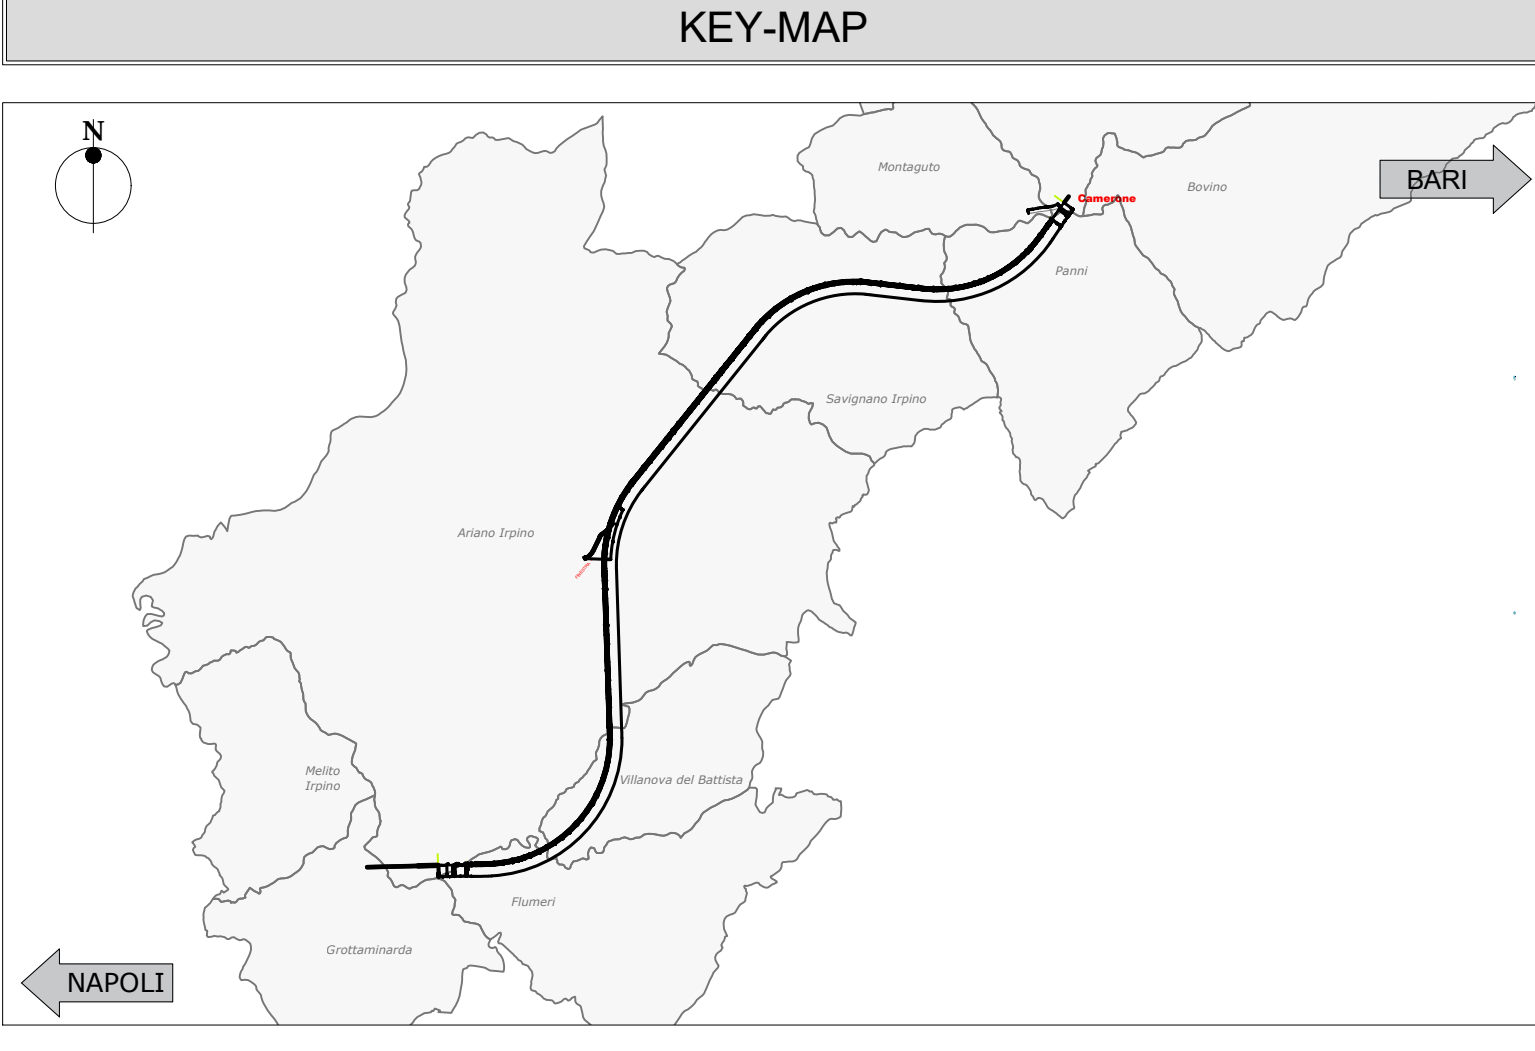 KEY-MAP
N
Montaguto
Bovino
BARI
Camerone
Panni
Savignano Irpino
Ariano Irpino
Melito
Irpino
Villanova del Battista
Flumeri
Grottaminarda
NAPOLI